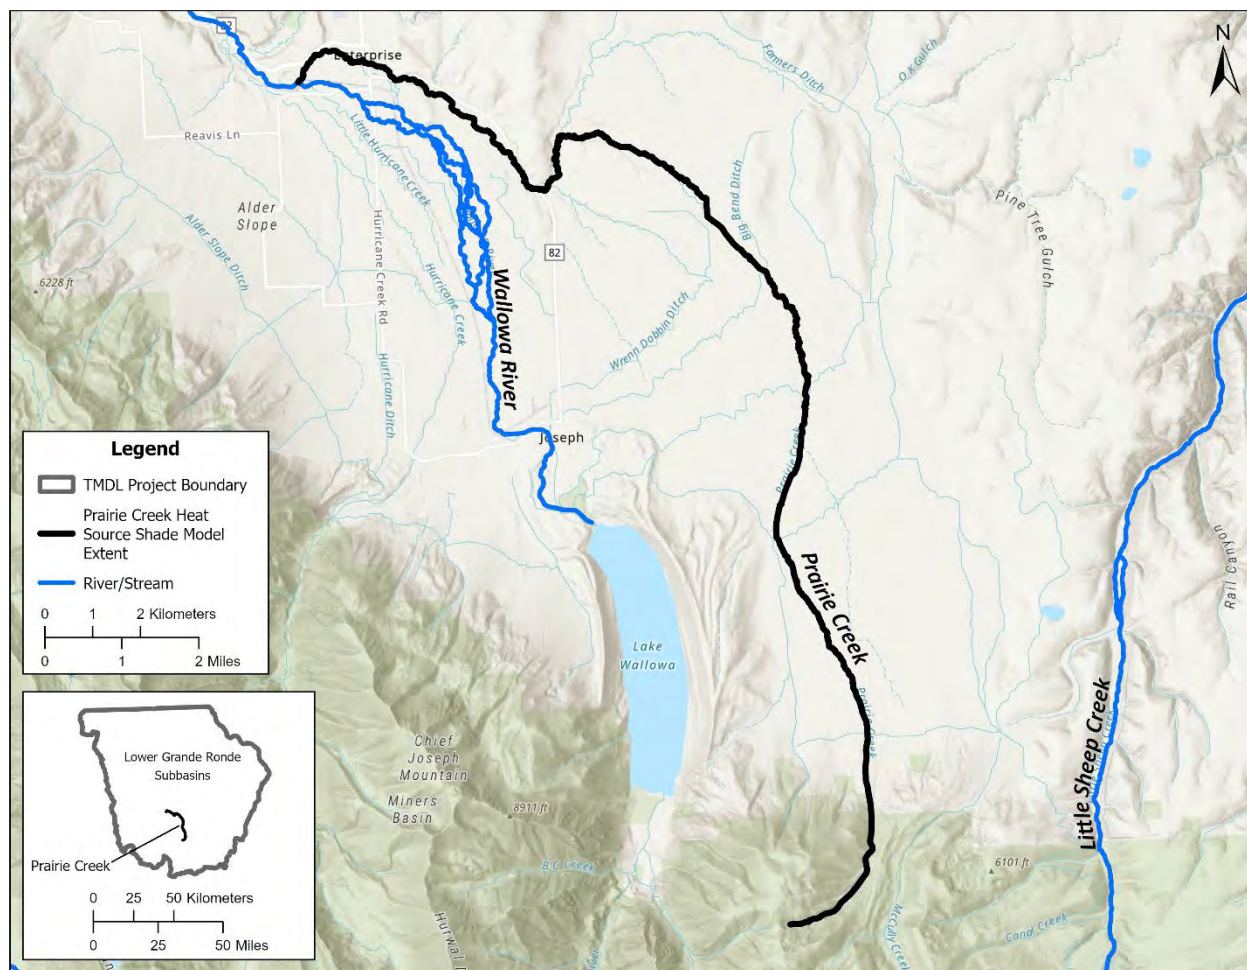 82
Enterprise
N
Farmers Ditch
O K Gulch
Reavis Ln
Little Hurricane Creek
Big Bend Ditch
Pine Tree Gulch
Alder
Slope
Alder Slope Ditch
Hurricane Creek Rd
82
6228 ft
Hurricane Creek
Wallowa River
Wrenn Dobbin Ditch
Hurricane Ditch
Joseph
Prairie Creek
Rail Canyon
Prairie Creek
Lake
Wallowa
Prairie Creek
Little Sheep Creek
Chief
Joseph
Mountain
Miners
Basin
8911 ft
B C Creek
6101 ft
McCully Creek
Canal Creek
Legend
TMDL Project Boundary
Prairie Creek Heat
Source Shade Model
Extent
River/Stream
0 1 2 Kilometers
0 1 2 Miles
Lower Grande Ronde
Subbasins
Prairie Creek
0 25 50 Kilometers
0 25 50 Miles